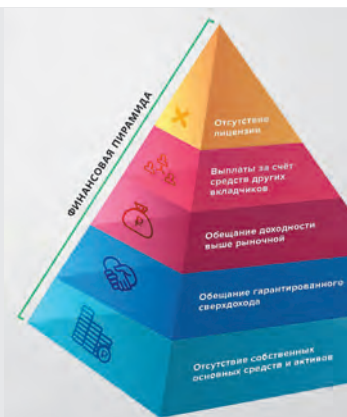 ФИНАНСОВАЯ ПИРАМИДА
Отсутствие
лицензии
Выплаты за счёт
средств других
вкладчиков
Обещание доходности
выше рыночной
Обещание гарантированного
сверхдохода
Отсутствие собственных
основных средств и активов